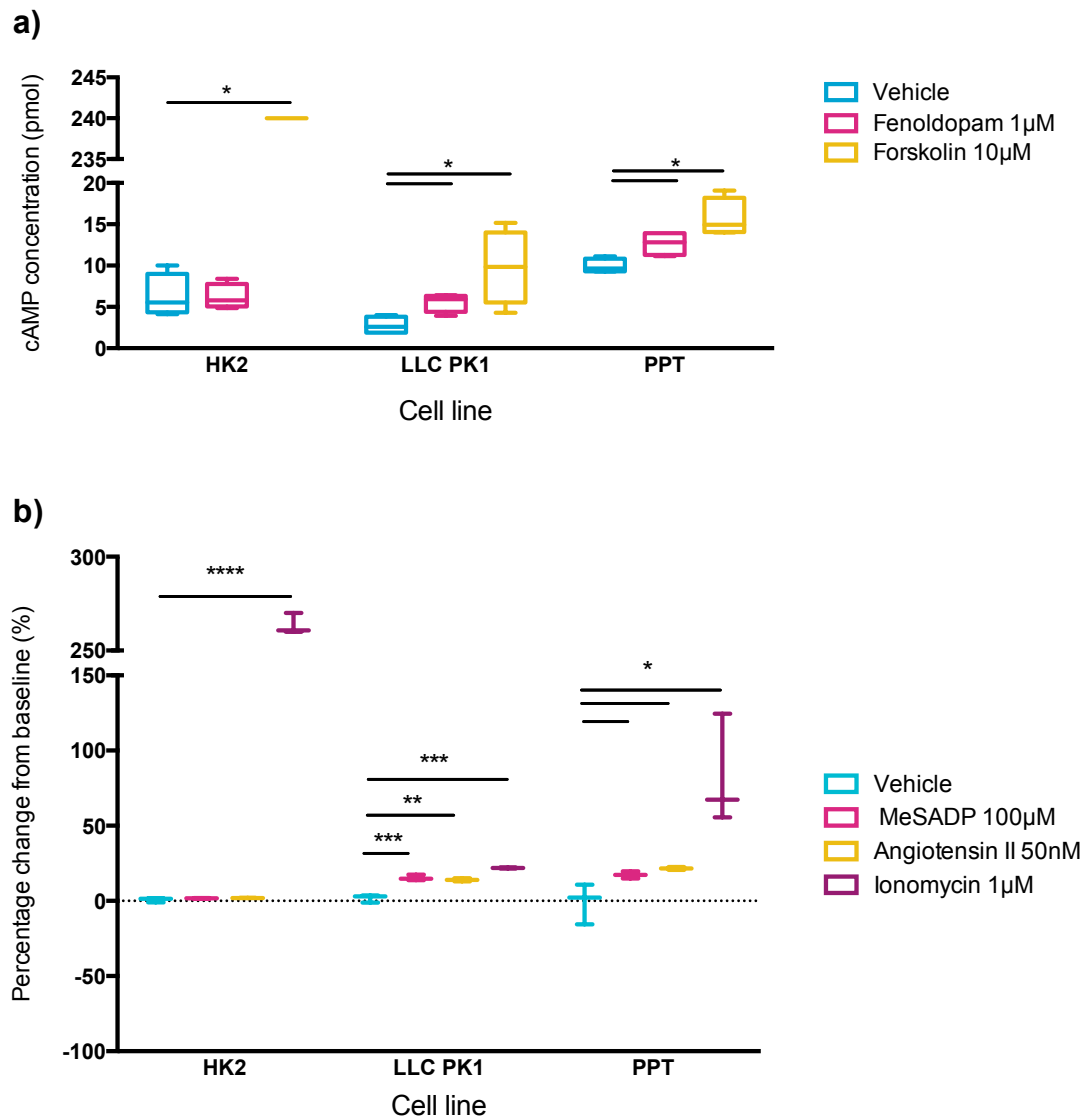 a)
cAMP concentration (pmol)
245
240
235
20
15
10
5
0
*
*
*
HK2
LLC PK1
PPT
Cell line
Vehicle
Fenoldopam 1µM
Forskolin 10µM
b)
Percentage change from baseline (%)
300
250
150
100
50
0
-50
-100
****
***
**
***
*
HK2
LLC PK1
PPT
Cell line
Vehicle
MeSADP 100µM
Angiotensin II 50nM
Ionomycin 1µM